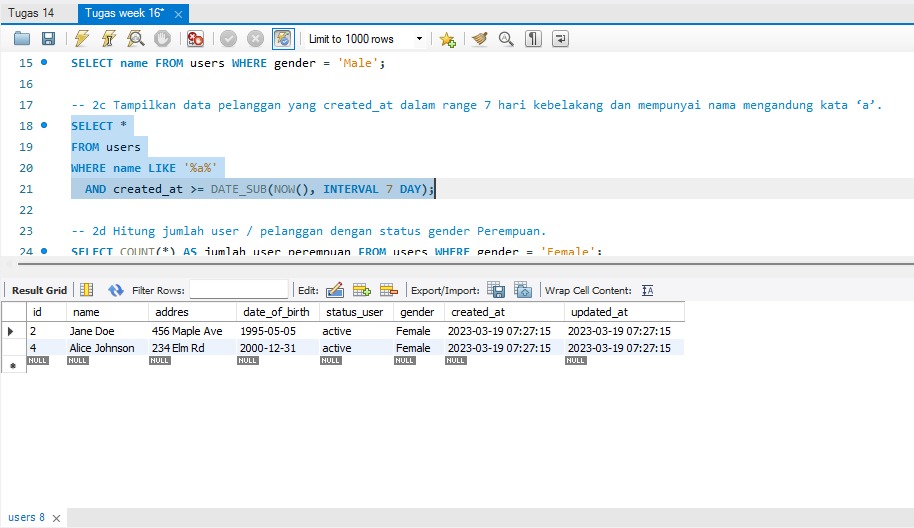 Tugas 14 Tugas week 16*
Limit to 1000 rows
15 SELECT name FROM users WHERE gender = 'Male';
16
17 -- 2c Tampilkan data pelanggan yang created_at dalam range 7 hari kebelakang dan mempunyai nama mengandung kata ‘a’.
18 SELECT *
19 FROM users
20 WHERE name LIKE '%a%'
21 AND created_at >= DATE_SUB(NOW(), INTERVAL 7 DAY);
22
23 -- 2d Hitung jumlah user / pelanggan dengan status gender Perempuan.
24 SELECT COUNT(*) AS jumlah_user_perempuan FROM users WHERE gender = 'Female';
Result Grid Filter Rows: Edit: Export/Import: Wrap Cell Content: IA
id name addres date_of_birth status_user gender created_at updated_at
2 Jane Doe 456 Maple Ave 1995-05-05 active Female 2023-03-19 07:27:15 2023-03-19 07:27:15
4 Alice Johnson 234 Elm Rd 2000-12-31 active Female 2023-03-19 07:27:15 2023-03-19 07:27:15
NULL NULL NULL NULL NULL NULL NULL NULL
users 8